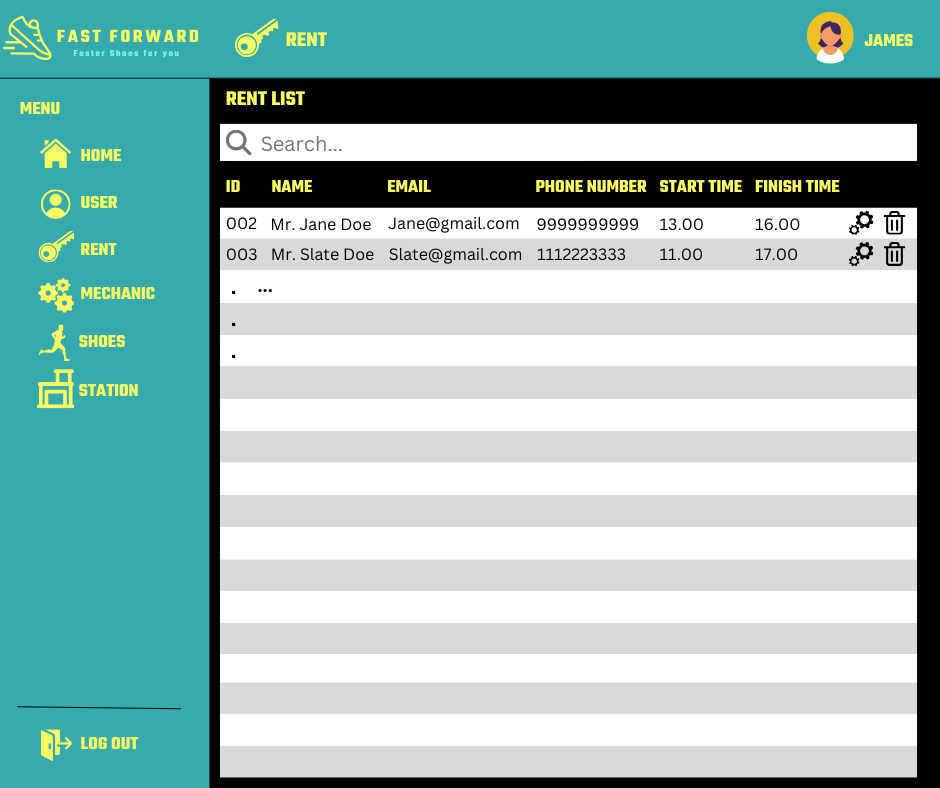 FAST FORWARD
Faster Shoes for you
RENT
JAMES
MENU
HOME
USER
RENT
MECHANIC
SHOES
STATION
LOG OUT
RENT LIST
Search...
ID NAME EMAIL PHONE NUMBER START TIME FINISH TIME
002 Mr. Jane Doe Jane@gmail.com 9999999999 13.00 16.00
003 Mr. Slate Doe Slate@gmail.com 1112223333 11.00 17.00
. ...
.
.